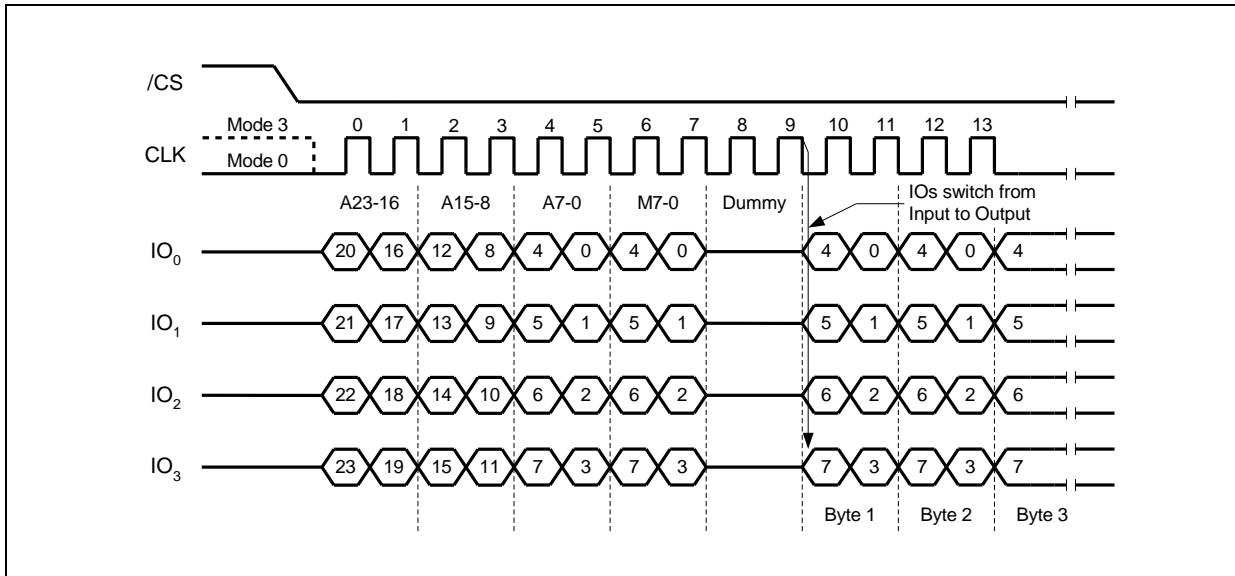 /CS
Mode 3
0 1 2 3 4 5 6 7 8 9 10 11 12 13
CLK
Mode 0
IOs switch from
Input to Output
A23-16 A15-8 A7-0 M7-0 Dummy
IO0 20 16 12 8 4 0 4 0 4 0 4 0 4
IO1 21 17 13 9 5 1 5 1 5 1 5 1 5
IO2 22 18 14 10 6 2 6 2 6 2 6 2 6
IO3 23 19 15 11 7 3 7 3 7 3 7 3 7
Byte 1 Byte 2 Byte 3